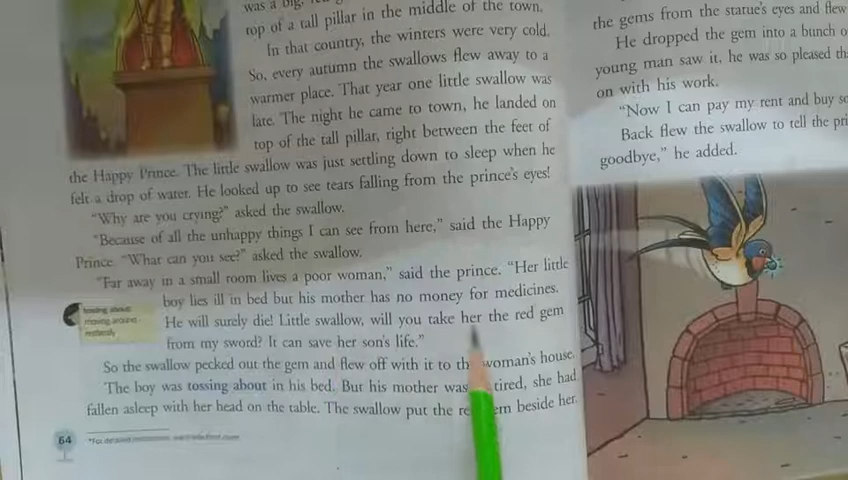 was a big,
top of a tall pillar in the middle of the town.
In that country, the winters were very cold.
So, every autumn the swallows flew away to a
warmer place. That year one little swallow was
late. The night he came to town, he landed on
top of the tall pillar, right between the feet of
the Happy Prince. The little swallow was just settling down to sleep when he
felt a drop of water. He looked up to see tears falling from the prince's eyes!
"Why are you crying?" asked the swallow.
"Because of all the unhappy things I can see from here," said the Happy
Prince. "What can you see?" asked the swallow.
"Far away in a small room lives a poor woman," said the prince. "Her little
boy lies ill in bed but his mother has no money for medicines.
He will surely die! Little swallow, will you take her the red gem
from my sword? It can save her son's life."
tossing about:
moving around
restlessly
So the swallow pecked out the gem and flew off with it to the woman's house.
The boy was tossing about in his bed. But his mother was tired, she had
fallen asleep with her head on the table. The swallow put the re em beside her.
64
the gems from the statue's eyes and flew
He dropped the gem into a bunch o
young man saw it, he was so pleased th
on with his work.
"Now I can pay my rent and buy so
Back flew the swallow to tell the pri
goodbye," he added.